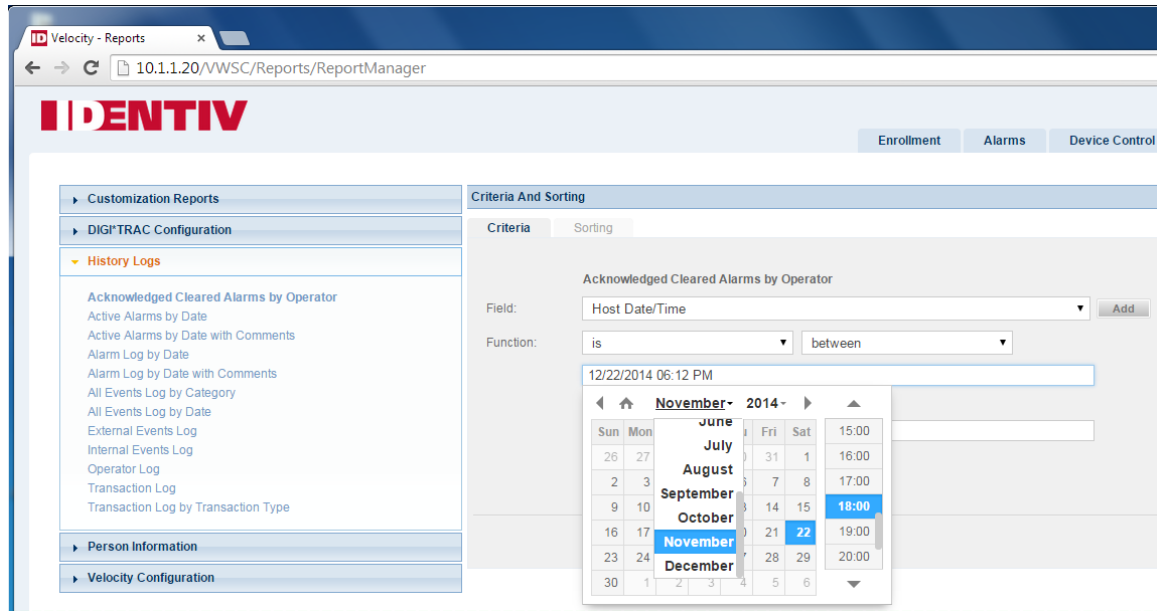 ID Velocity - Reports ×
10.1.1.20/VWSC/Reports/ReportManager
IDENTIV
Enrollment Alarms Device Control
Customization Reports
DIGI*TRAC Configuration
History Logs
Acknowledged Cleared Alarms by Operator
Active Alarms by Date
Active Alarms by Date with Comments
Alarm Log by Date
Alarm Log by Date with Comments
All Events Log by Category
All Events Log by Date
External Events Log
Internal Events Log
Operator Log
Transaction Log
Transaction Log by Transaction Type
Person Information
Velocity Configuration
Criteria And Sorting
Criteria Sorting
Acknowledged Cleared Alarms by Operator
Field: Host Date/Time Add
Function: is between
12/22/2014 06:12 PM
November 2014
Sun Mon Fri Sat
26 27 31 1
2 3 7 8
9 10 14 15
16 17 21 22
23 24 28 29
30 1 2 3 4 5 6
June
July
August
September
October
November
December
15:00
16:00
17:00
18:00
19:00
20:00